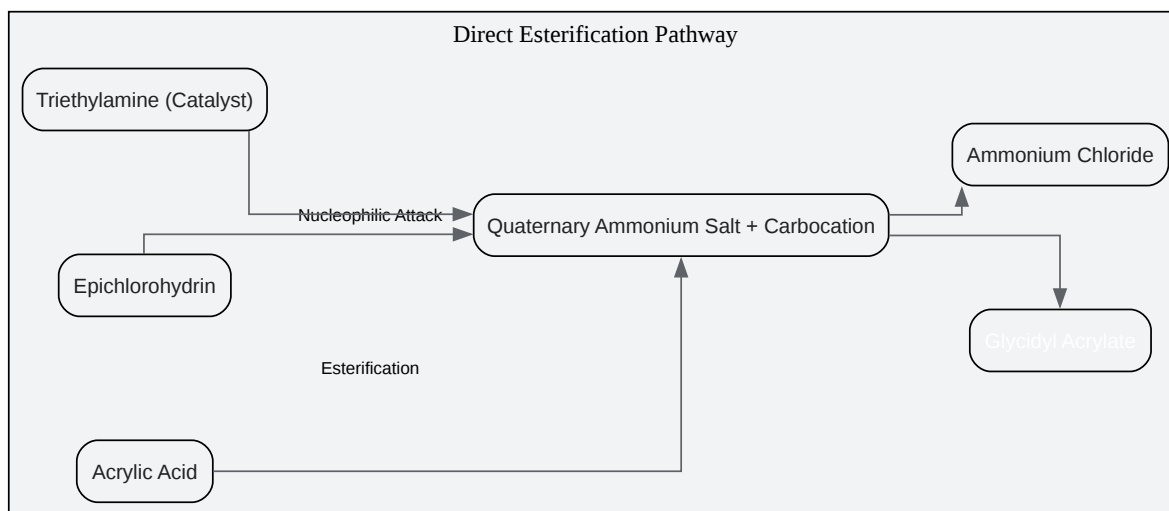 Direct Esterification Pathway
Triethylamine (Catalyst)
Ammonium Chloride
Nucleophilic Attack
Quaternary Ammonium Salt + Carbocation
Epichlorohydrin
Glycidyl Acrylate
Esterification
Acrylic Acid